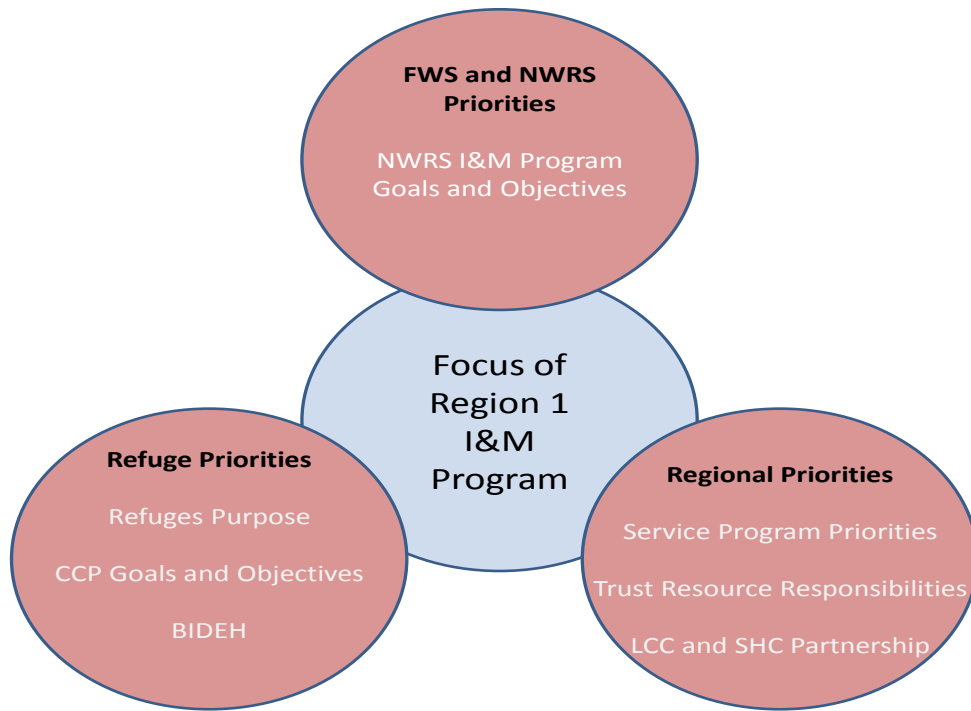 FWS and NWRS
Priorities
NWRS I&M Program
Goals and Objectives
Focus of
Region 1
I&M
Program
Refuge Priorities
Refuges Purpose
CCP Goals and Objectives
BIDEH
Regional Priorities
Service Program Priorities
Trust Resource Responsibilities
LCC and SHC Partnership